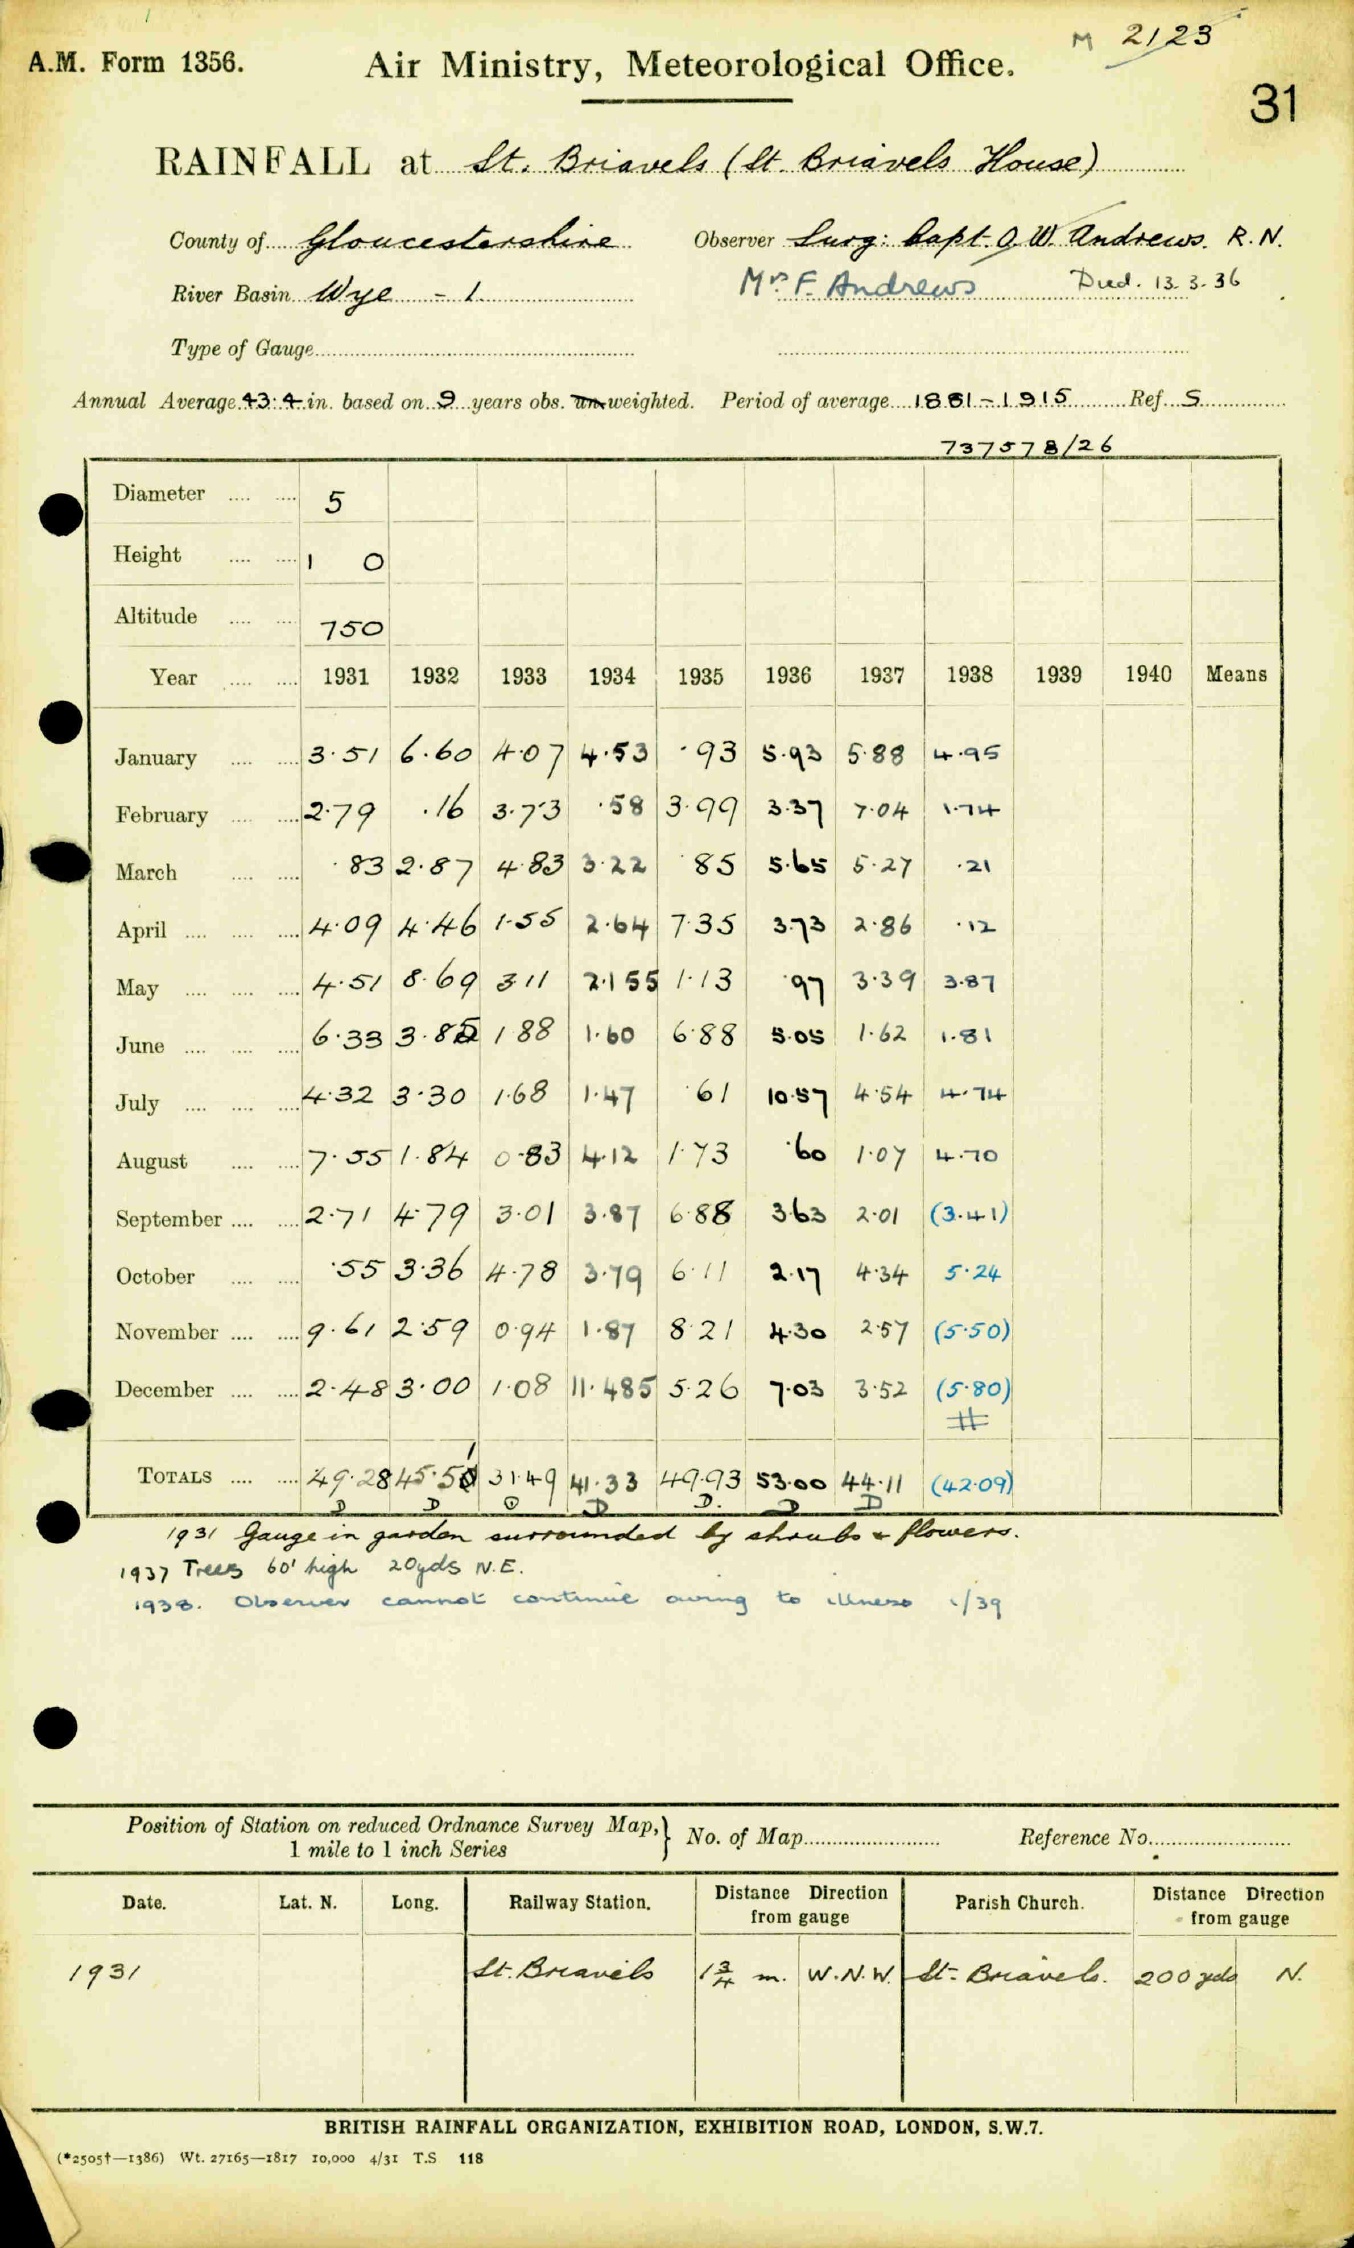 M 2123
A.M. Form 1356. Air Ministry, Meteorological Office.
31
RAINFALL at St. Briavels (St. Briavels House)
County of Gloucestershire Observer Surg: Capt. O. W. Andrews. R.N.
River Basin Wye - 1. Mrs F. Andrews Died. 13.3.36
Type of Gauge
Annual Average 43.4 in. based on 9 years obs. un weighted. Period of average 1881-1915 Ref. S
737578/26
Diameter .... .... 5
Height .... .... 1 0
Altitude .... .... 750
Year .... .... 1931 1932 1933 1934 1935 1936 1937 1938 1939 1940 Means
January .... .... 3.51 6.60 4.07 4.53 .93 5.93 5.88 4.95
February .... .... 2.79 .16 3.73 .58 3.99 3.37 7.04 1.74
March .... .... .83 2.87 4.83 3.22 .85 5.65 5.27 .21
April .... .... .... 4.09 4.46 1.55 2.64 7.35 3.73 2.86 .12
May .... .... .... 4.51 8.69 3.11 2.155 1.13 .97 3.39 3.87
June .... .... .... 6.33 3.85 1.88 1.60 6.88 5.05 1.62 1.81
July .... .... .... 4.32 3.30 1.68 1.47 .61 10.57 4.54 4.74
August .... .... 7.55 1.84 0.83 4.12 1.73 .60 1.07 4.70
September .... .... 2.71 4.79 3.01 3.87 6.88 3.63 2.01 (3.41)
October .... .... .55 3.36 4.78 3.79 6.11 2.17 4.34 5.24
November .... .... 9.61 2.59 0.94 1.87 8.21 4.30 2.57 (5.50)
December .... .... 2.48 3.00 1.08 11.485 5.26 7.03 3.52 (5.80)
#
TOTALS .... .... 49.28 45.51 31.49 41.33 49.93 53.00 44.11 (42.09)
D D D D. D D
1931 Gauge in garden surrounded by shrubs & flowers.
1937 Trees 60' high 20yds N.E.
1938. Observer cannot continue owing to illness 1/39
Position of Station on reduced Ordnance Survey Map, } No. of Map Reference No.
1 mile to 1 inch Series
Date. Lat. N. Long. Railway Station. Distance Direction from gauge Parish Church. Distance Direction from gauge
1931 St. Briavels 1¾ m. W.N.W. St. Briavels. 200 yds N.
BRITISH RAINFALL ORGANIZATION, EXHIBITION ROAD, LONDON, S.W.7.
(*2505†—1386) Wt. 27165—1817 10,000 4/31 T.S 118